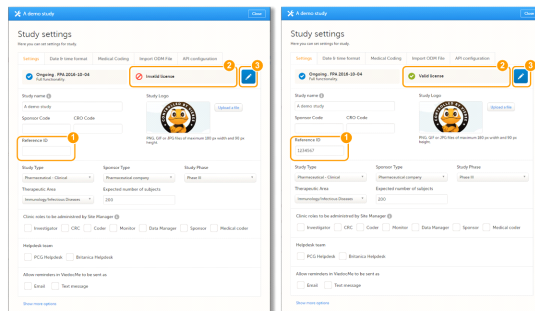 A demo study
Close
Study settings
Here you can set settings for study.
Settings
Date & time format
Medical Coding
Import ODM File
API configuration
Ongoing, FPA 2018-10-04
Full functionality
Invalid license
2
3
Study name
A demo study
Study Logo
Upload a file
Sponsor Code
CRO Code
PNG, GIF or JPG files of maximum 180 px width and 90 px height
Reference ID
1
Study Type
Sponsor Type
Study Phase
Pharmaceutical - Clinical
Pharmaceutical company
Phase III
Therapeutic Area
Expected number of subjects
Immunology/Infectious Diseases
200
Clinic roles to be administered by Site Manager
Investigator
CRC
Coder
Monitor
Data Manager
Sponsor
Medical coder
Helpdesk team
PCG Helpdesk
Botanica Helpdesk
Allow reminders in ViedocMe to be sent as
Email
Text message
Show more options
A demo study
Close
Study settings
Here you can set settings for study.
Settings
Date & time format
Medical Coding
Import ODM File
API configuration
Ongoing, FPA 2018-10-04
Full functionality
Valid license
2
3
Study name
A demo study
Study Logo
Upload a file
Sponsor Code
CRO Code
PNG, GIF or JPG files of maximum 180 px width and 90 px height
Reference ID
1
1234567
Study Type
Sponsor Type
Study Phase
Pharmaceutical - Clinical
Pharmaceutical company
Phase III
Therapeutic Area
Expected number of subjects
Immunology/Infectious Diseases
200
Clinic roles to be administered by Site Manager
Investigator
CRC
Coder
Monitor
Data Manager
Sponsor
Medical coder
Helpdesk team
PCG Helpdesk
Botanica Helpdesk
Allow reminders in ViedocMe to be sent as
Email
Text message
Show more options